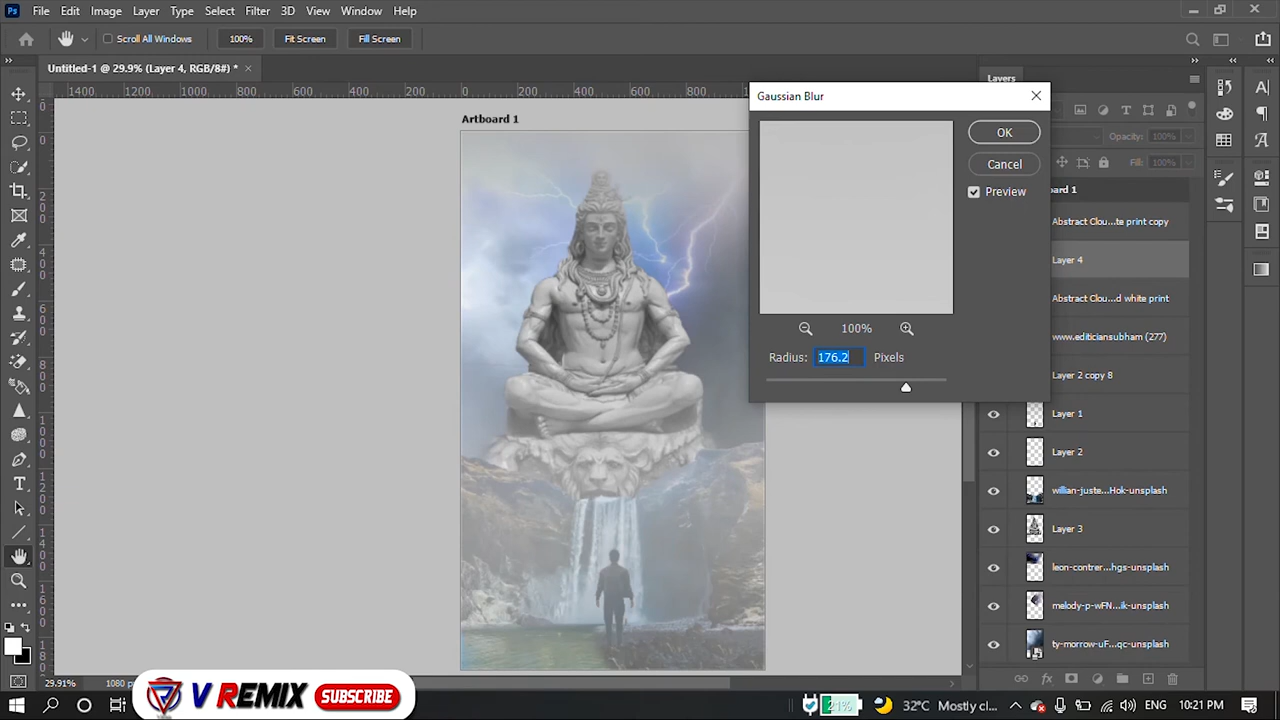 Ps File Edit Image Layer Type Select Filter 3D View Window Help
Scroll All Windows 100% Fit Screen Fill Screen
Untitled-1 @ 29.9% (Layer 4, RGB/8#) *
Layers
1400 1200 1000 800 600 400 200 0 200 400 600 800
Gaussian Blur
Artboard 1
OK
Cancel
Preview
100%
Radius: 176.2 Pixels
Opacity: 100%
Fill: 100%
Abstract Clou...te print copy
Layer 4
Abstract Clou...d white print
www.editiciansubham (277)
Layer 2 copy 8
Layer 1
Layer 2
willian-juste...Hok-unsplash
Layer 3
leon-contrer...hgs-unsplash
melody-p-wFN...ik-unsplash
ty-morrow-uF...qc-unsplash
29.91% 1080 p
V REMIX SUBSCRIBE
21% 32°C Mostly cl... ENG 10:21 PM